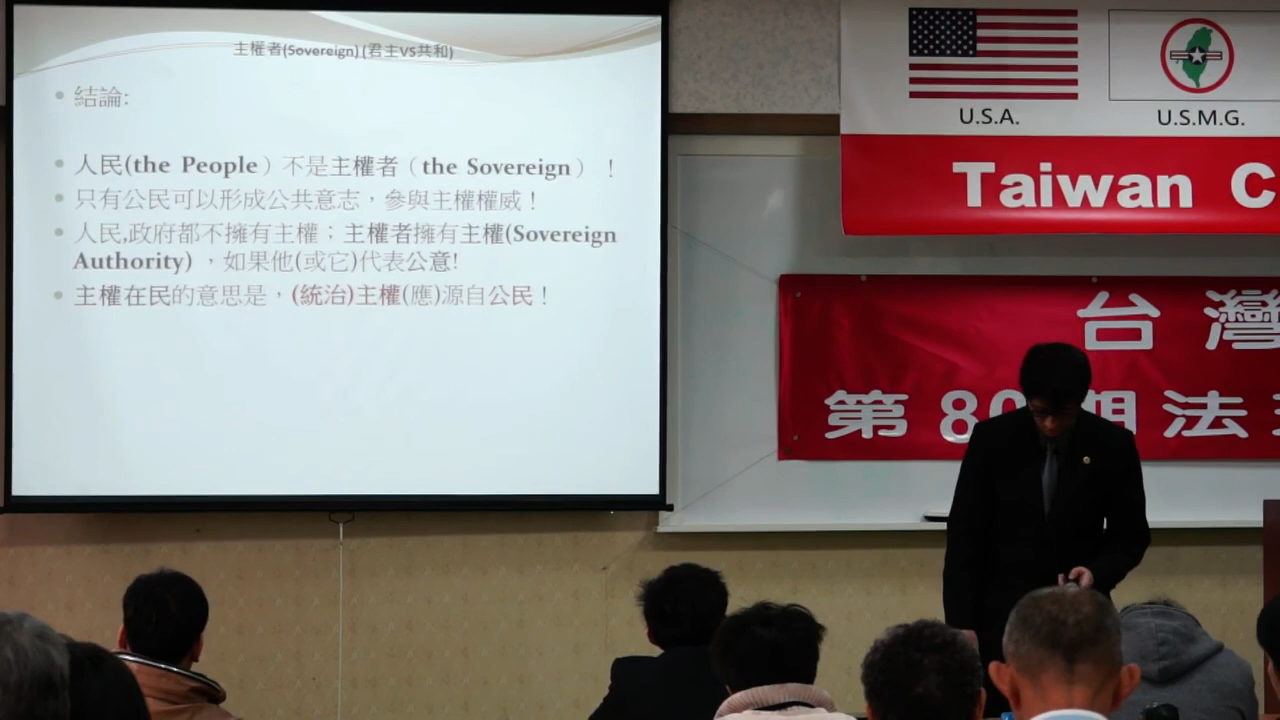 主權者(Sovereign)(君主VS共和)
結論:
人民(the People)不是主權者(the Sovereign)!
只有公民可以形成公共意志,參與主權權威!
人民,政府都不擁有主權;主權者擁有主權(Sovereign
Authority),如果他(或它)代表公意!
主權在民的意思是,(統治)主權(應)源自公民!
U.S.A.
U.S.M.G.
Taiwan C
台灣
第80期法